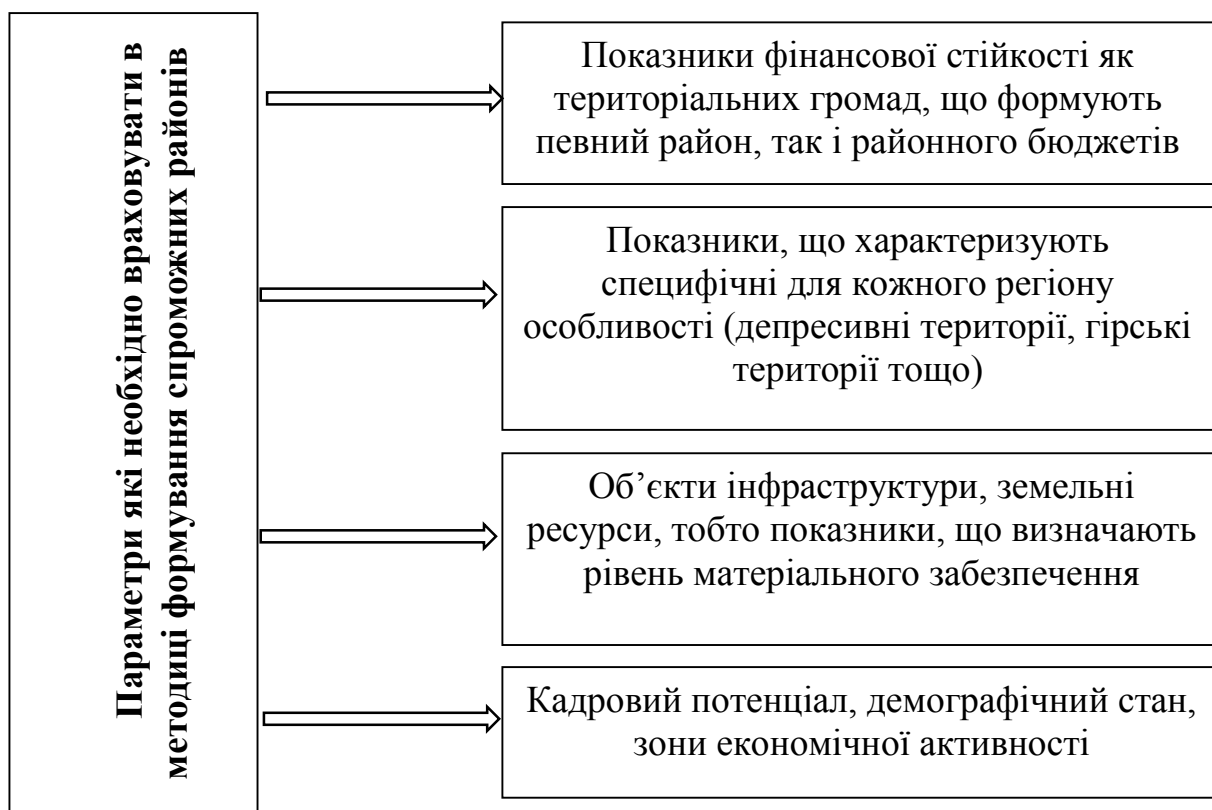 Параметри які необхідно враховувати в
методиці формування спроможних районів
Показники фінансової стійкості як
територіальних громад, що формують
певний район, так і районного бюджетів
Показники, що характеризують
специфічні для кожного регіону
особливості (депресивні території, гірські
території тощо)
Об’єкти інфраструктури, земельні
ресурси, тобто показники, що визначають
рівень матеріального забезпечення
Кадровий потенціал, демографічний стан,
зони економічної активності